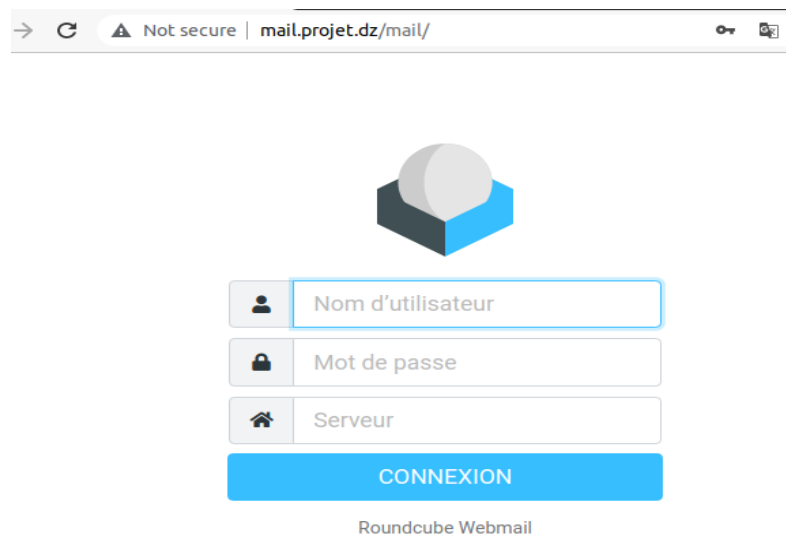 Not secure | mail.projet.dz/mail/
Nom d'utilisateur
Mot de passe
Serveur
CONNEXION
Roundcube Webmail